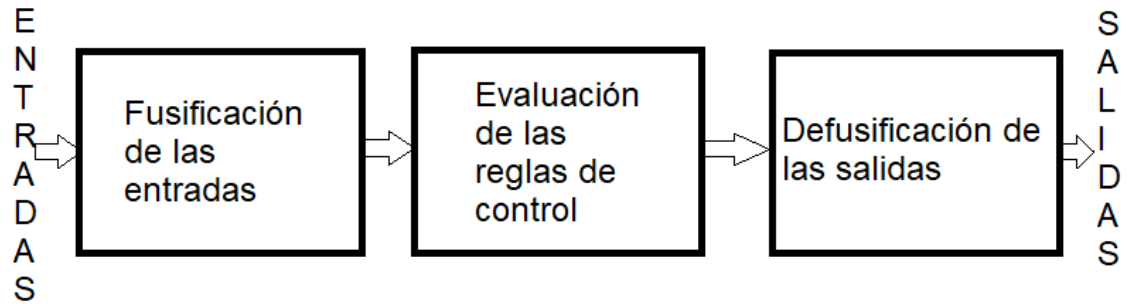 ENTRADAS
Fusificación
de las
entradas
Evaluación
de las
reglas de
control
Defusificación de
las salidas
SALIDAS